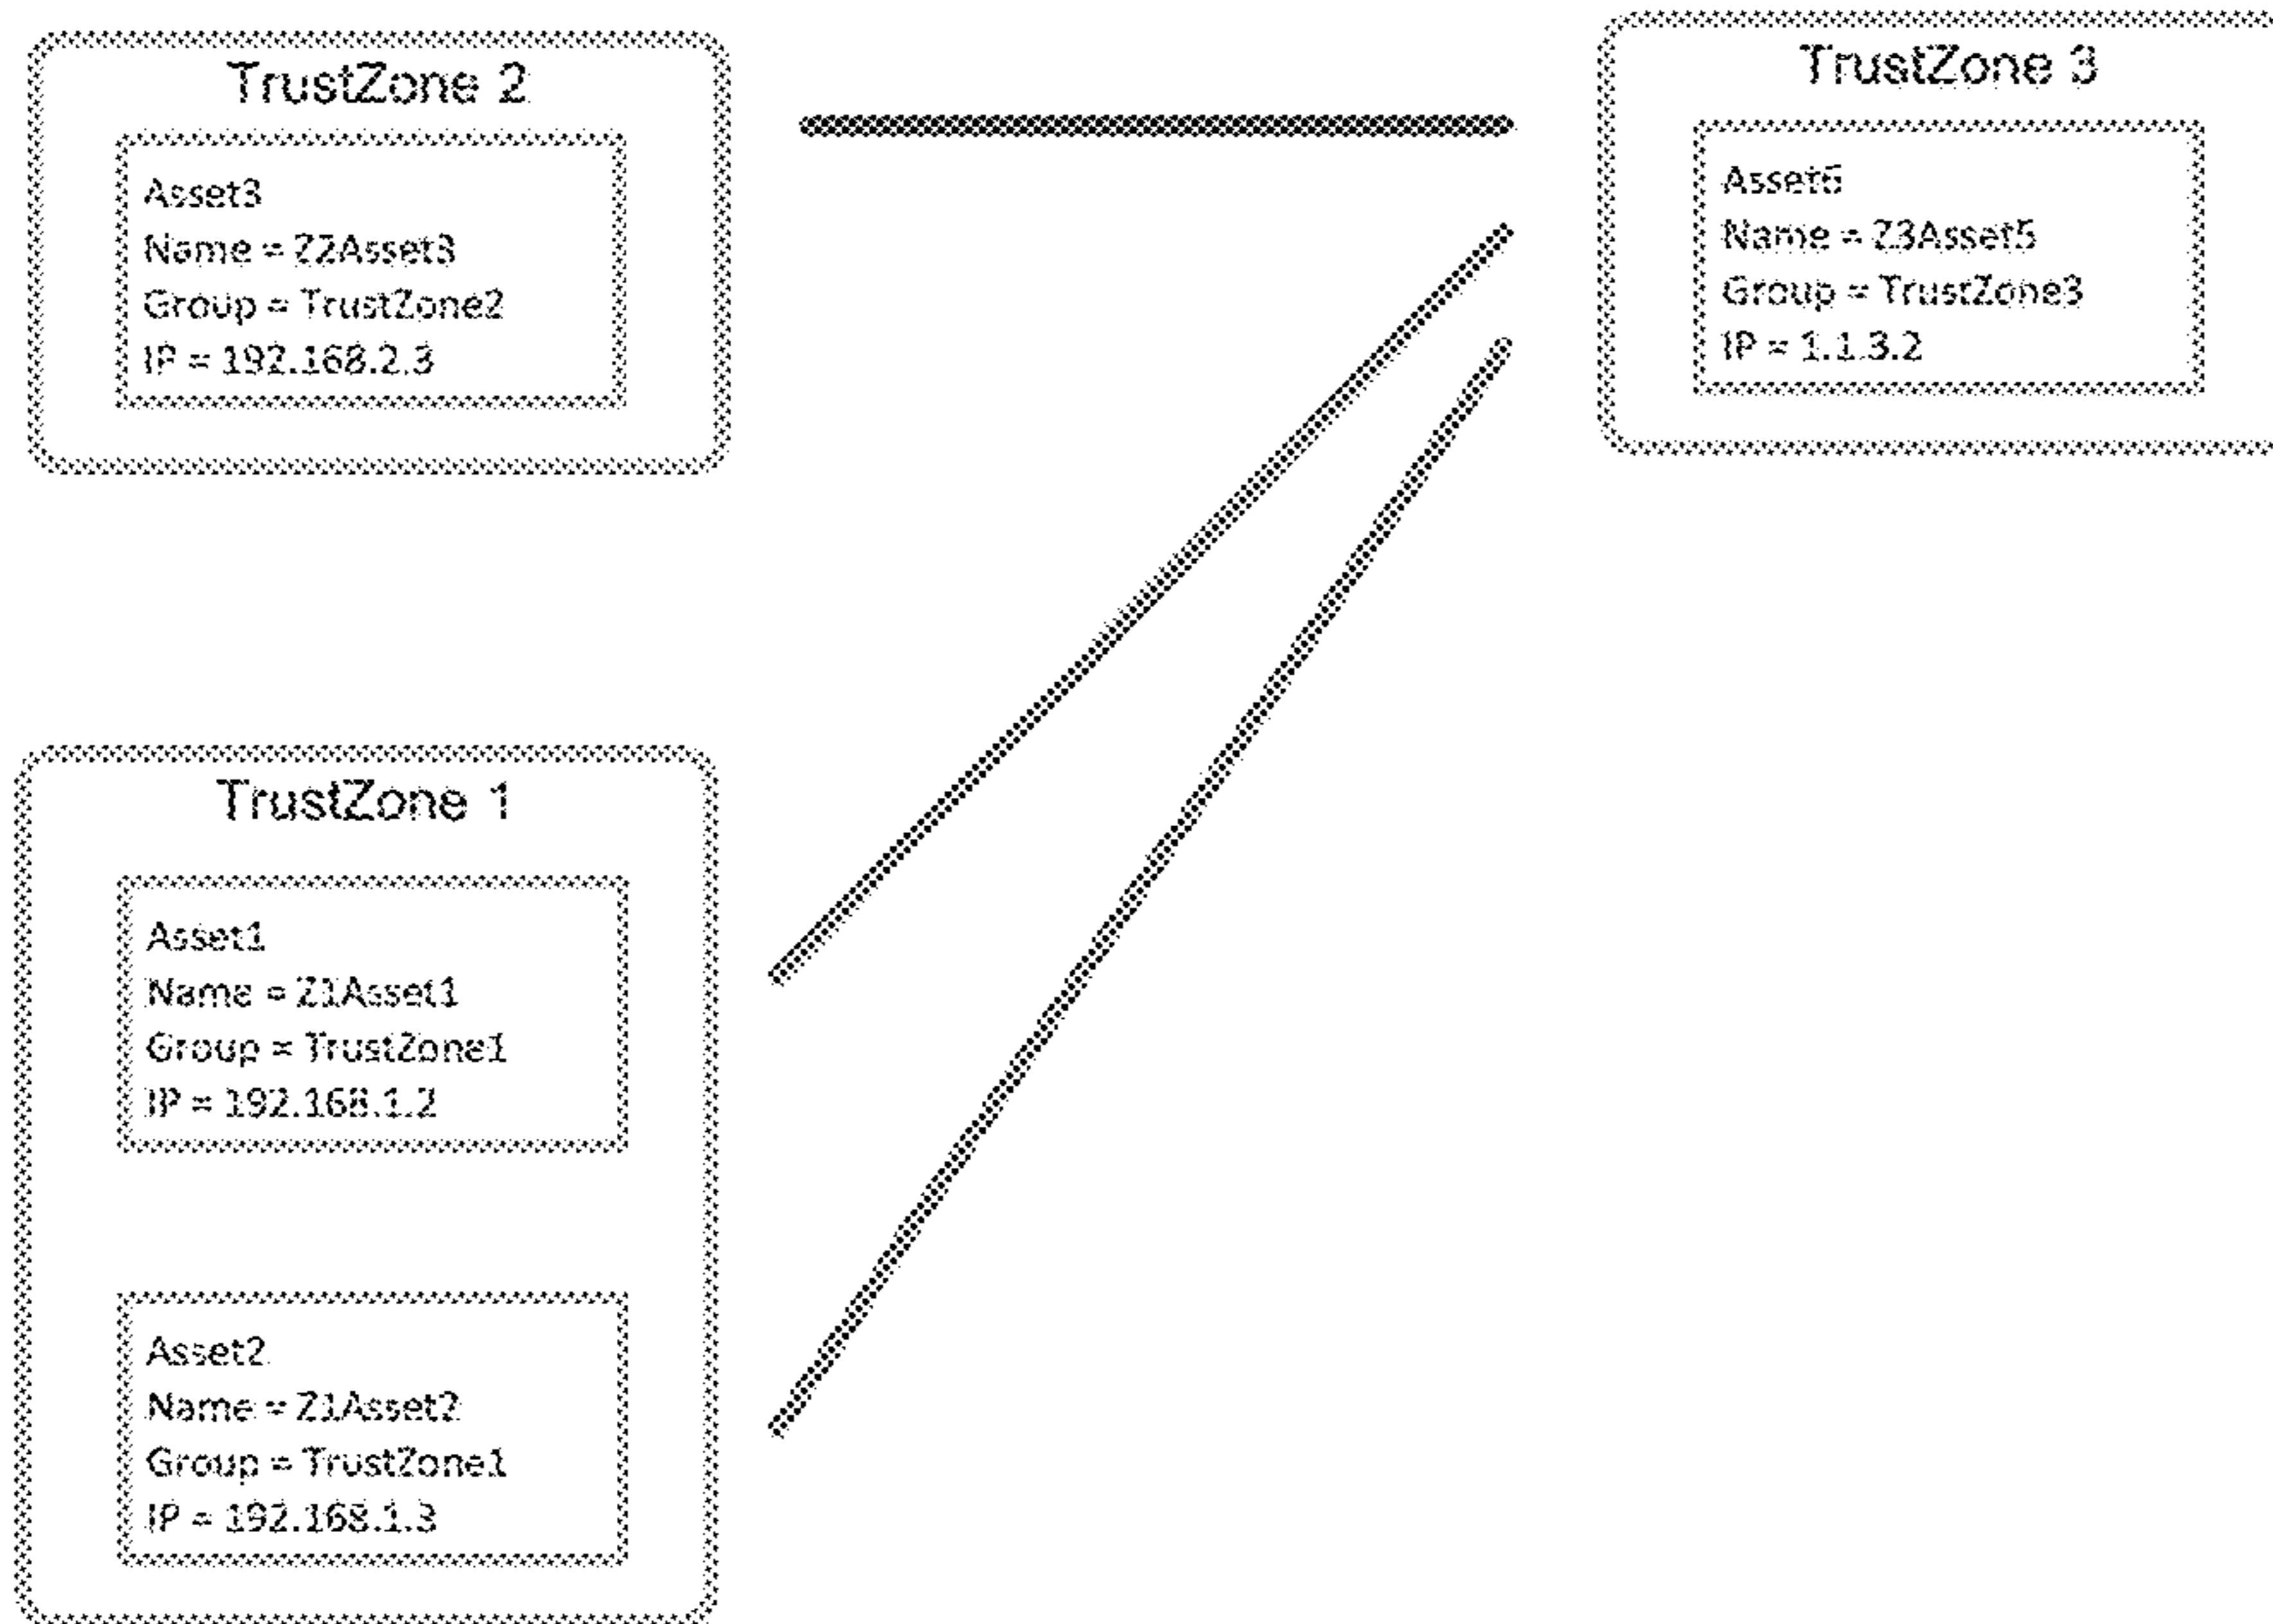 TrustZone 2
Asset3
Name = Z2Asset3
Group = TrustZone2
IP = 192.168.2.3
TrustZone 3
Asset6
Name = Z3Asset5
Group = TrustZone3
IP = 1.1.3.2
TrustZone 1
Asset1
Name = Z1Asset1
Group = TrustZone1
IP = 192.168.1.2
Asset2
Name = Z1Asset2
Group = TrustZone1
IP = 192.168.1.3